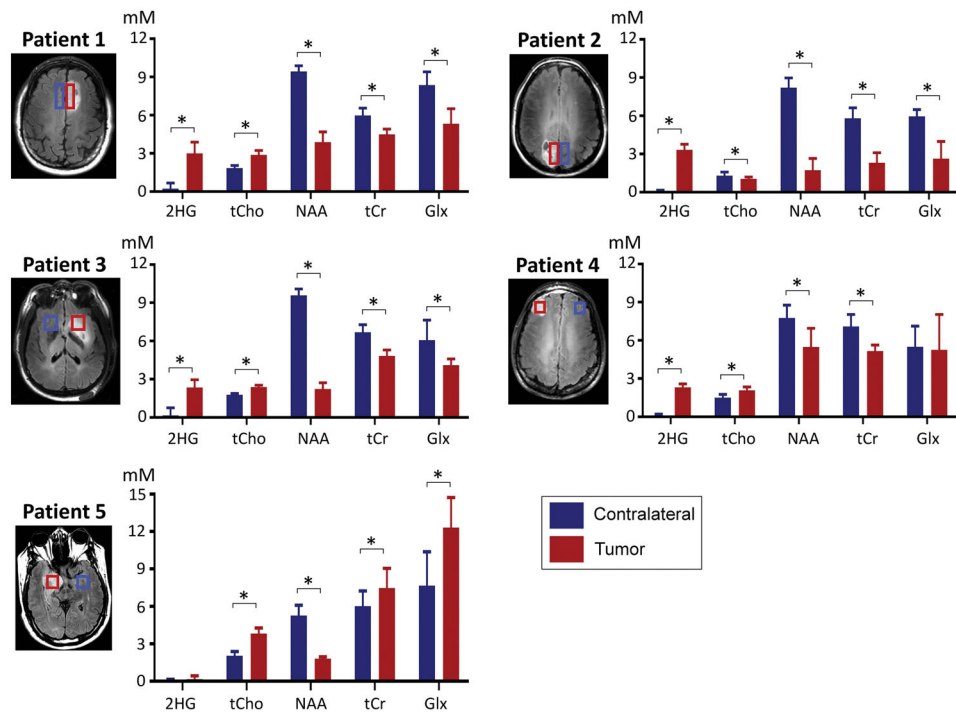 Patient 1
mM
12
9
6
3
0
* * * * *
2HG tCho NAA tCr Glx
Patient 2
mM
12
9
6
3
0
* * * * *
2HG tCho NAA tCr Glx
Patient 3
mM
12
9
6
3
0
* * * * *
2HG tCho NAA tCr Glx
Patient 4
mM
12
9
6
3
0
* * * *
2HG tCho NAA tCr Glx
Patient 5
mM
15
12
9
6
3
0
* * * *
2HG tCho NAA tCr Glx
Contralateral
Tumor